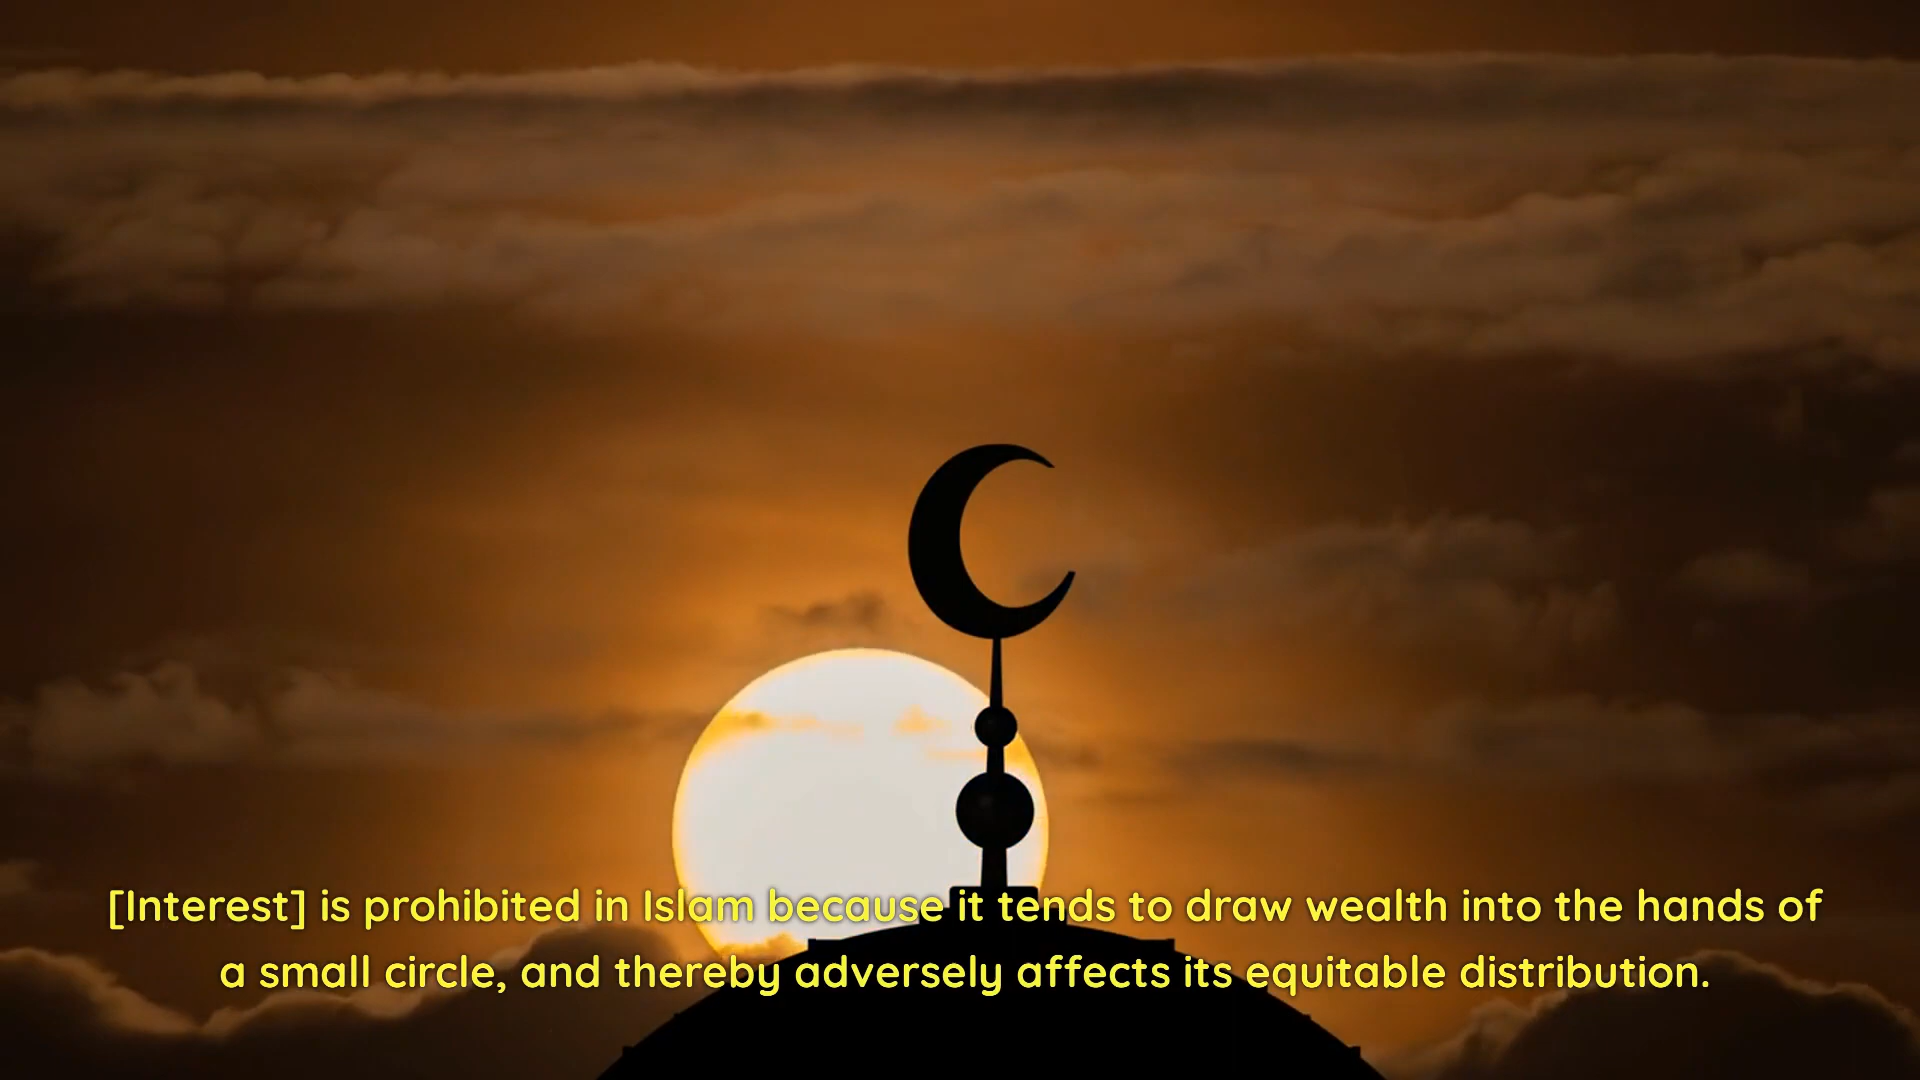 [Interest] is prohibited in Islam because it tends to draw wealth into the hands of
a small circle, and thereby adversely affects its equitable distribution.